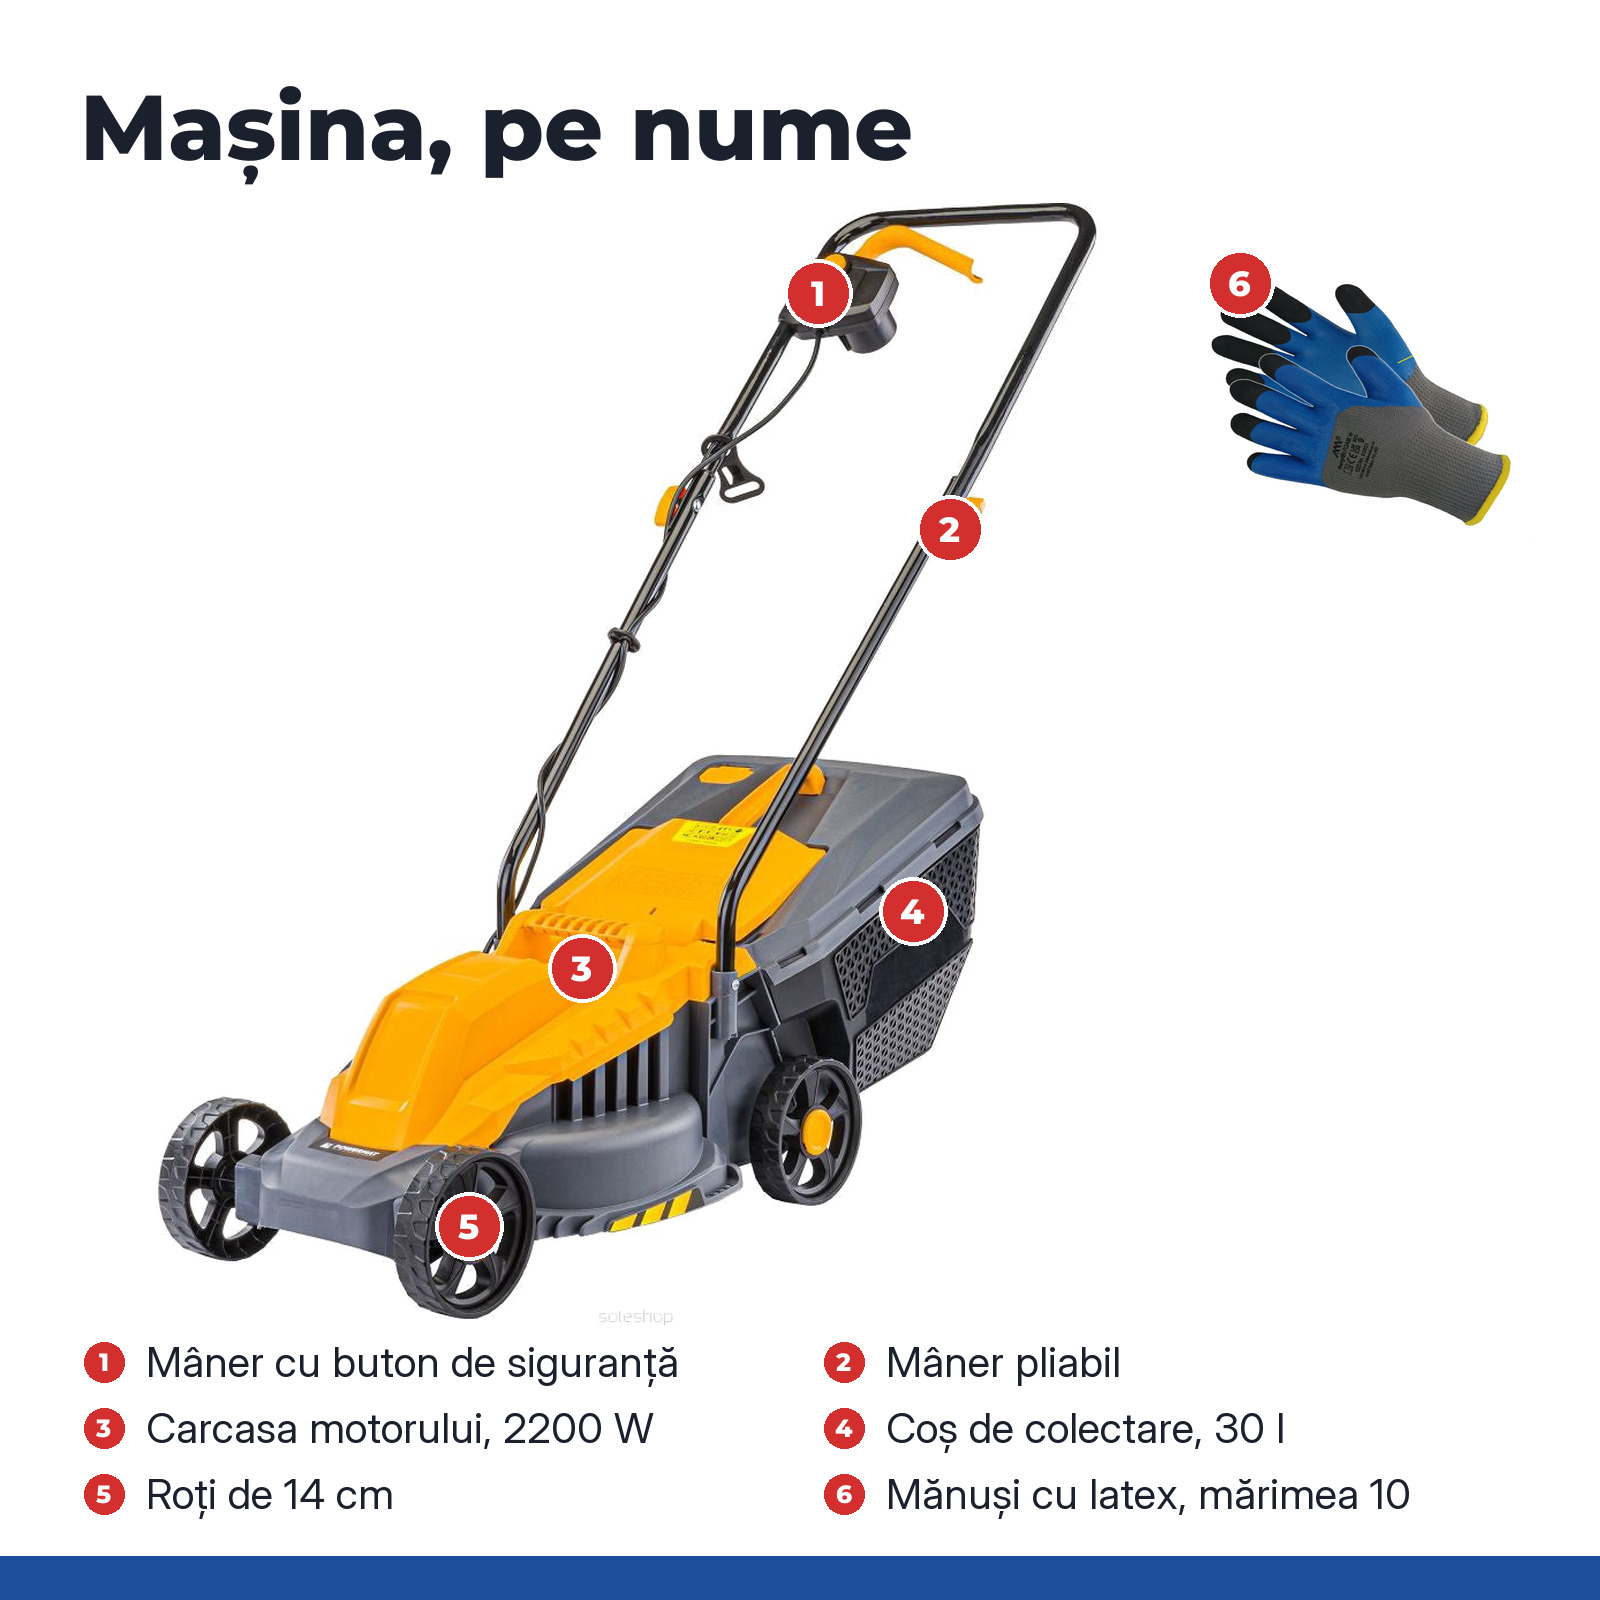 Mașina, pe nume
1
6
2
4
3
5
POWERMAT
soleshop
1 Mâner cu buton de siguranță
2 Mâner pliabil
3 Carcasa motorului, 2200 W
4 Coș de colectare, 30 l
5 Roți de 14 cm
6 Mănuși cu latex, mărimea 10